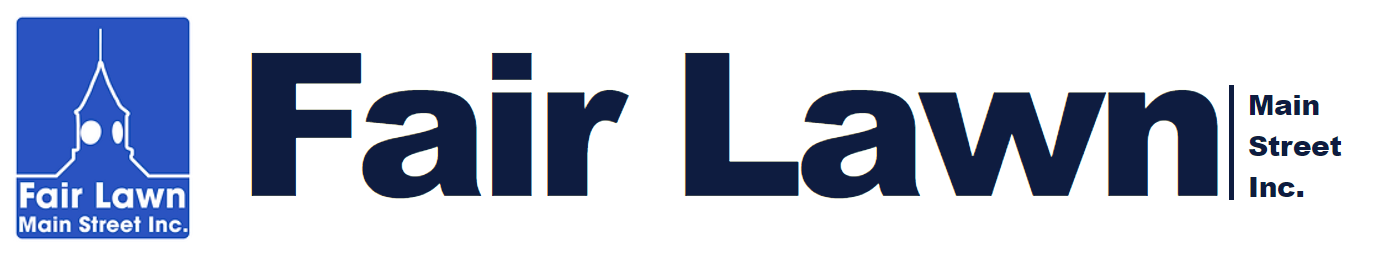 Fair Lawn
Main Street Inc.
Fair Lawn
Main
Street
Inc.